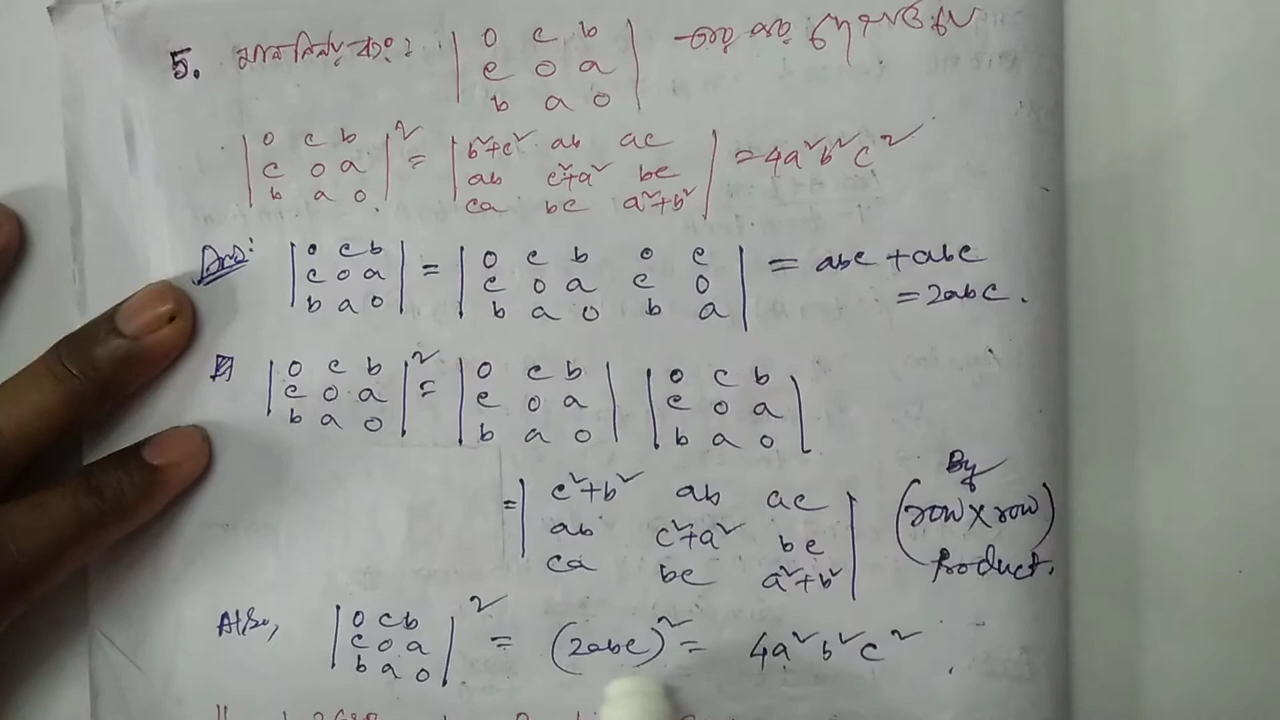 5. মান নির্ণয় করো : | 0 c b | এবং
| c 0 a |
| b a 0 |
| 0 c b |² = | b²+c² ab ac | = 4a²b²c²
| c 0 a | | ab c²+a² bc |
| b a 0 | | ca bc a²+b² |
Ans: | 0 c b | = | 0 c b 0 c | = abc + abc
| c 0 a | | c 0 a c 0 | = 2abc.
| b a 0 | | b a 0 b a |
| 0 c b |² = | 0 c b | | 0 c b |
| c 0 a | | c 0 a | | c 0 a |
| b a 0 | | b a 0 | | b a 0 |
= | c²+b² ab ac | By
| ab c²+a² bc | (row × row)
| ca bc a²+b² | Product.
Also, | 0 c b |² = (2abc)² = 4a²b²c²
| c 0 a |
| b a 0 |